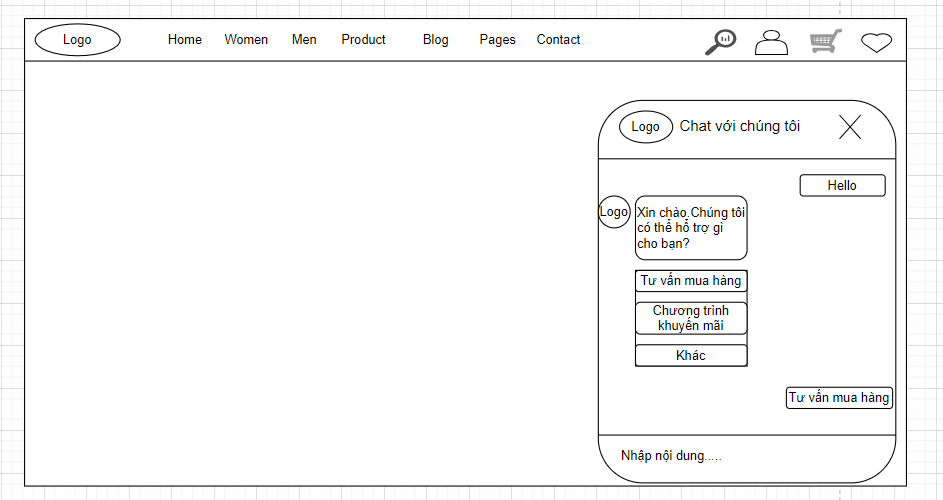 Logo Home Women Men Product Blog Pages Contact
Logo Chat với chúng tôi
Hello
Logo
Xin chào.Chúng tôi
có thể hỗ trợ gì
cho bạn?
Tư vấn mua hàng
Chương trình
khuyến mãi
Khác
Tư vấn mua hàng
Nhập nội dung.....